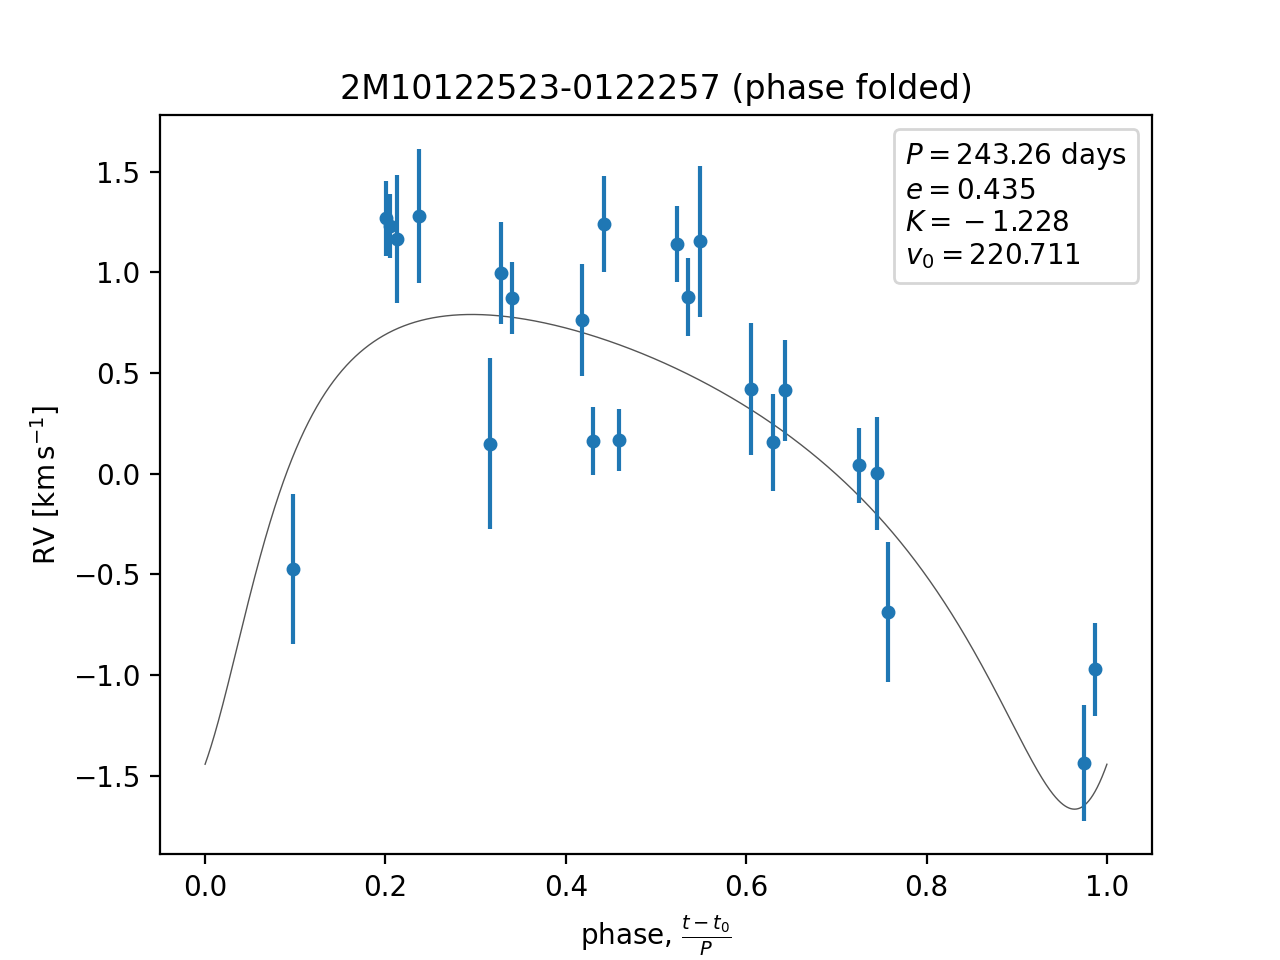 2M10122523-0122257 (phase folded)
P = 243.26 days
e = 0.435
K = −1.228
v₀ = 220.711
RV [km s⁻¹]
1.5
1.0
0.5
0.0
−0.5
−1.0
−1.5
0.0 0.2 0.4 0.6 0.8 1.0
phase, (t − t₀)/P